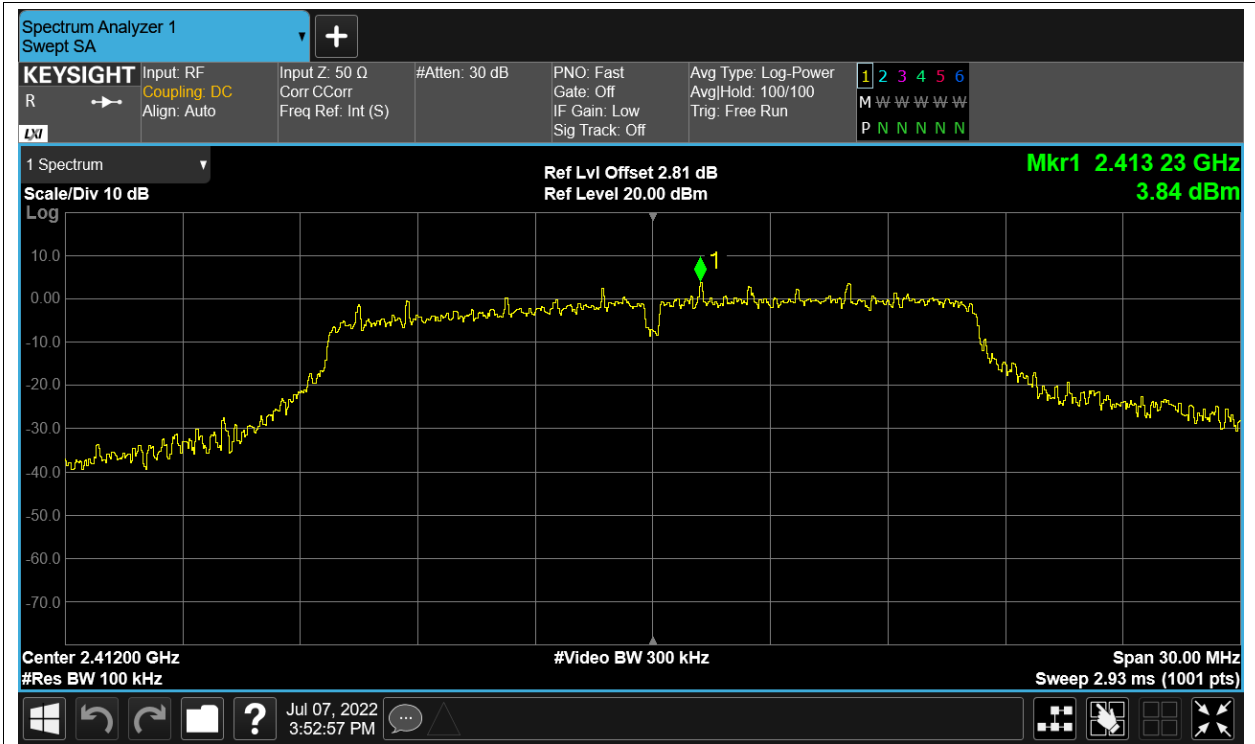 Spectrum Analyzer 1
Swept SA
+
KEYSIGHT
R
LXI
Input: RF
Coupling: DC
Align: Auto
Input Z: 50 Ω
Corr CCorr
Freq Ref: Int (S)
#Atten: 30 dB
PNO: Fast
Gate: Off
IF Gain: Low
Sig Track: Off
Avg Type: Log-Power
Avg|Hold: 100/100
Trig: Free Run
1 2 3 4 5 6
M W W W W W
P N N N N N
1 Spectrum
Scale/Div 10 dB
Log
Ref Lvl Offset 2.81 dB
Ref Level 20.00 dBm
Mkr1 2.413 23 GHz
3.84 dBm
1
10.0
0.00
-10.0
-20.0
-30.0
-40.0
-50.0
-60.0
-70.0
Center 2.41200 GHz
#Res BW 100 kHz
#Video BW 300 kHz
Span 30.00 MHz
Sweep 2.93 ms (1001 pts)
?
Jul 07, 2022
3:52:57 PM